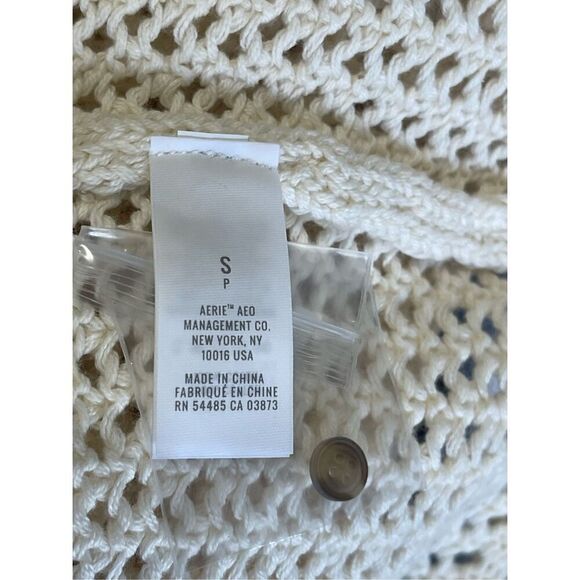 S
P
AERIE™ AEO
MANAGEMENT CO.
NEW YORK, NY
10016 USA
MADE IN CHINA
FABRIQUÉ EN CHINE
RN 54485 CA 03873